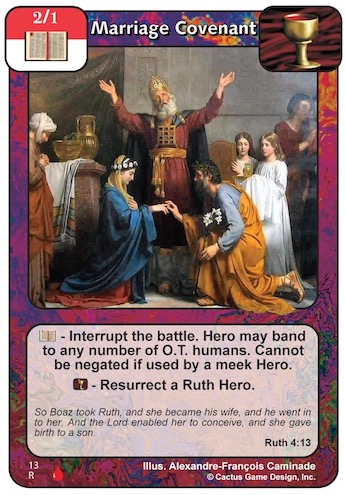 2/1
Marriage Covenant
- Interrupt the battle. Hero may band
to any number of O.T. humans. Cannot
be negated if used by a meek Hero.
- Resurrect a Ruth Hero.
So Boaz took Ruth, and she became his wife, and he went in
to her. And the Lord enabled her to conceive, and she gave
birth to a son.
Ruth 4:13
13
R
Illus. Alexandre-François Caminade
© Cactus Game Design, Inc.